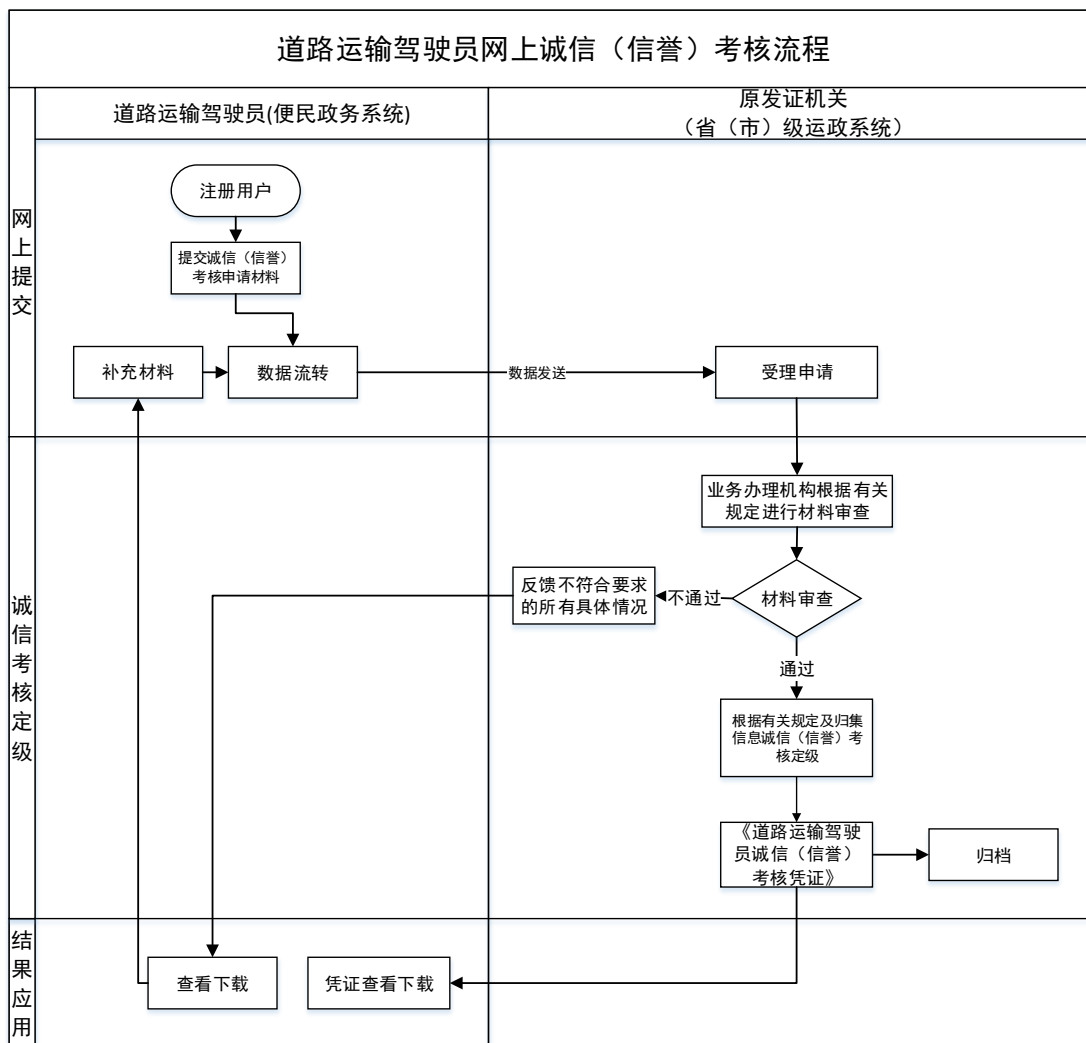 道路运输驾驶员网上诚信（信誉）考核流程
道路运输驾驶员(便民政务系统)
原发证机关
（省（市）级运政系统）
网
上
提
交
注册用户
提交诚信（信誉）
考核申请材料
补充材料
数据流转
数据发送
受理申请
诚
信
考
核
定
级
业务办理机构根据有关
规定进行材料审查
反馈不符合要求
的所有具体情况
不通过
材料审查
通过
根据有关规定及归集
信息诚信（信誉）考
核定级
《道路运输驾驶
员诚信（信誉）
考核凭证》
归档
结
果
应
用
查看下载
凭证查看下载